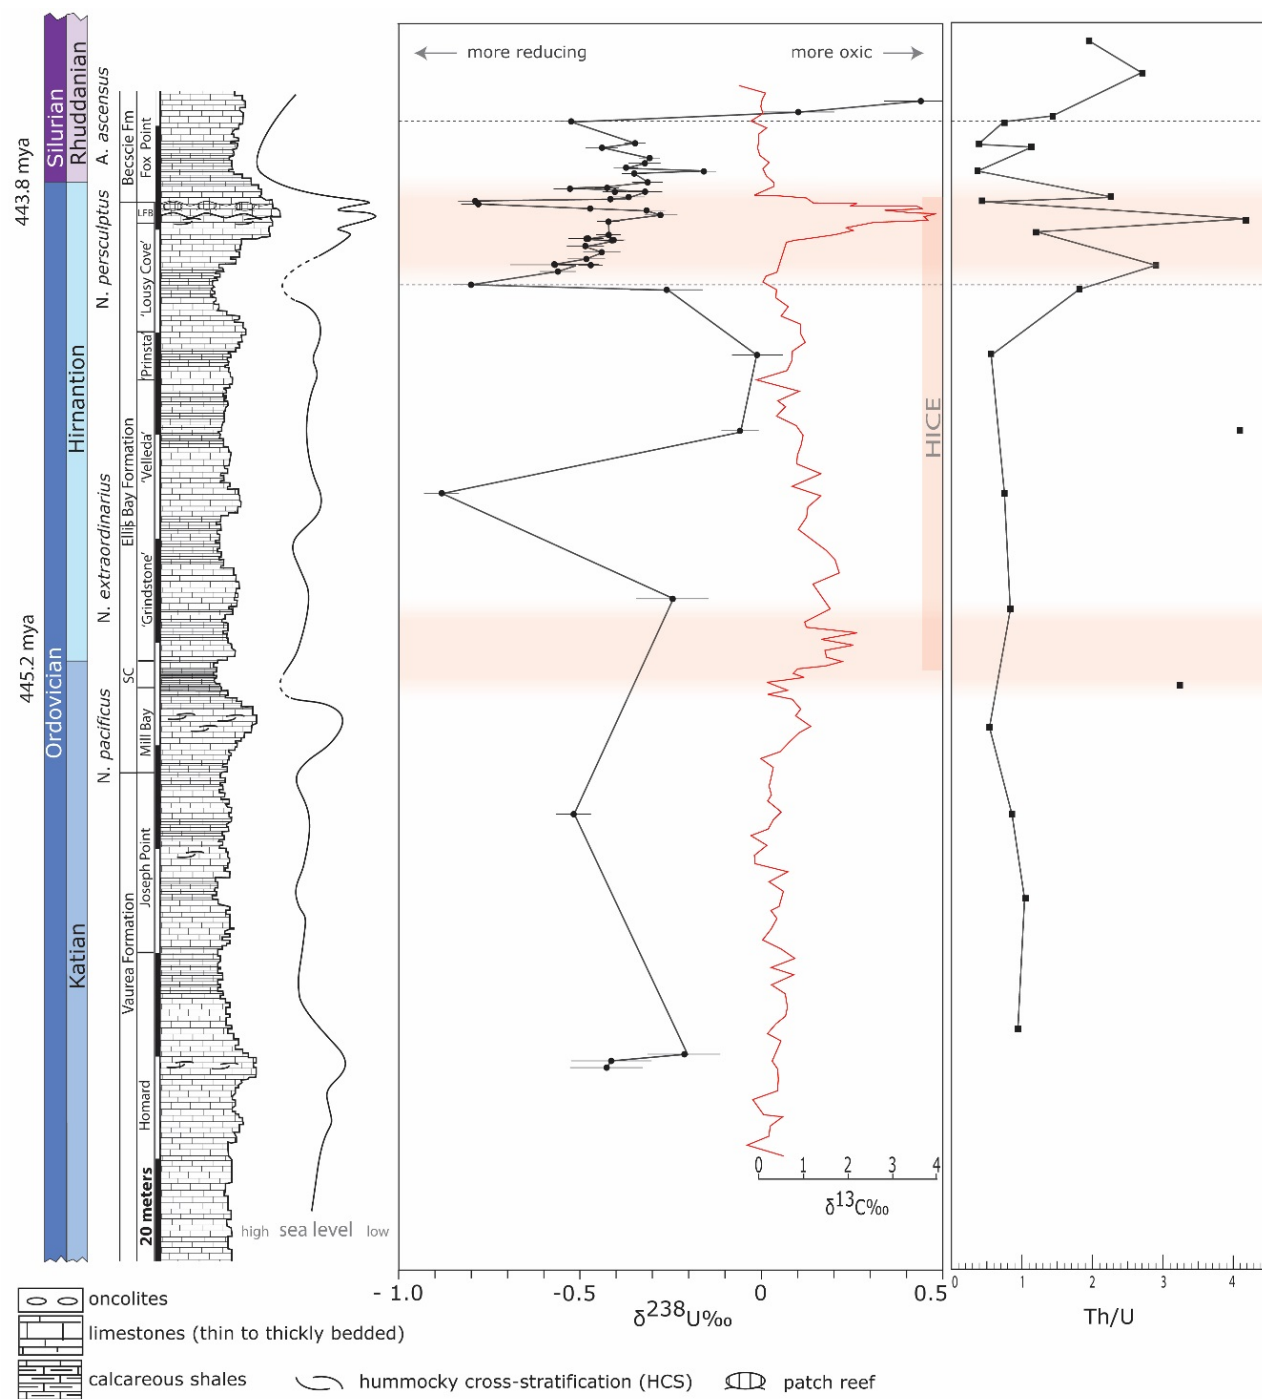 443.8 mya
445.2 mya
Silurian
Ordovician
Rhuddanian
Hirnantion
Katian
A. ascensus
N. persculptus
N. extraordinarius
N. pacificus
Becscie Fm
Ellis Bay Formation
Vaurea Formation
Fox Point
LFB
'Lousy Cove'
'Prinsta'
'Velleda'
'Grindstone'
SC
Mill Bay
Joseph Point
Homard
20 meters
high sea level low
more reducing
more oxic
HICE
0 1 2 3 4
δ13C‰
- 1.0 -0.5 0 0.5
δ238U‰
0 1 2 3 4
Th/U
oncolites
limestones (thin to thickly bedded)
calcareous shales
hummocky cross-stratification (HCS)
patch reef